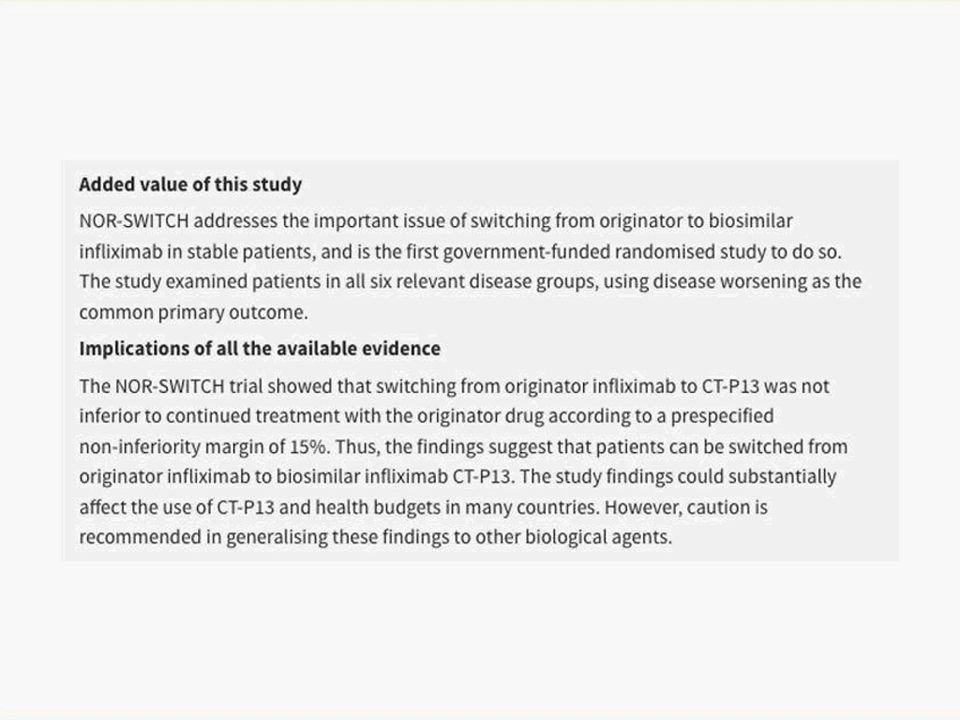 Added value of this study
NOR-SWITCH addresses the important issue of switching from originator to biosimilar
infliximab in stable patients, and is the first government-funded randomised study to do so.
The study examined patients in all six relevant disease groups, using disease worsening as the
common primary outcome.
Implications of all the available evidence
The NOR-SWITCH trial showed that switching from originator infliximab to CT-P13 was not
inferior to continued treatment with the originator drug according to a prespecified
non-inferiority margin of 15%. Thus, the findings suggest that patients can be switched from
originator infliximab to biosimilar infliximab CT-P13. The study findings could substantially
affect the use of CT-P13 and health budgets in many countries. However, caution is
recommended in generalising these findings to other biological agents.